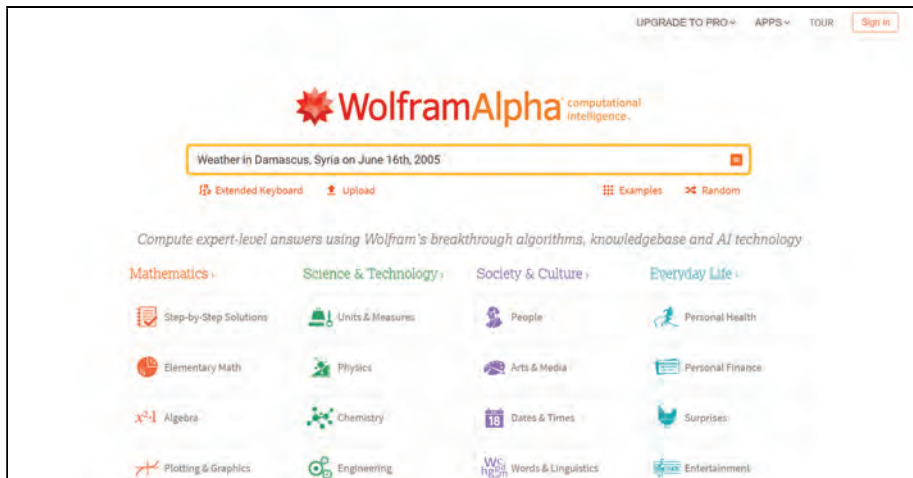 UPGRADE TO PRO APPS TOUR Sign in
WolframAlpha computational intelligence.
Weather in Damascus, Syria on June 16th, 2005
Extended Keyboard Upload Examples Random
Compute expert-level answers using Wolfram's breakthrough algorithms, knowledgebase and AI technology
Mathematics › Science & Technology › Society & Culture › Everyday Life ›
Step-by-Step Solutions Units & Measures People Personal Health
Elementary Math Physics Arts & Media Personal Finance
x²-1 Algebra Chemistry 18 Dates & Times Surprises
Plotting & Graphics Engineering Words & Linguistics Entertainment